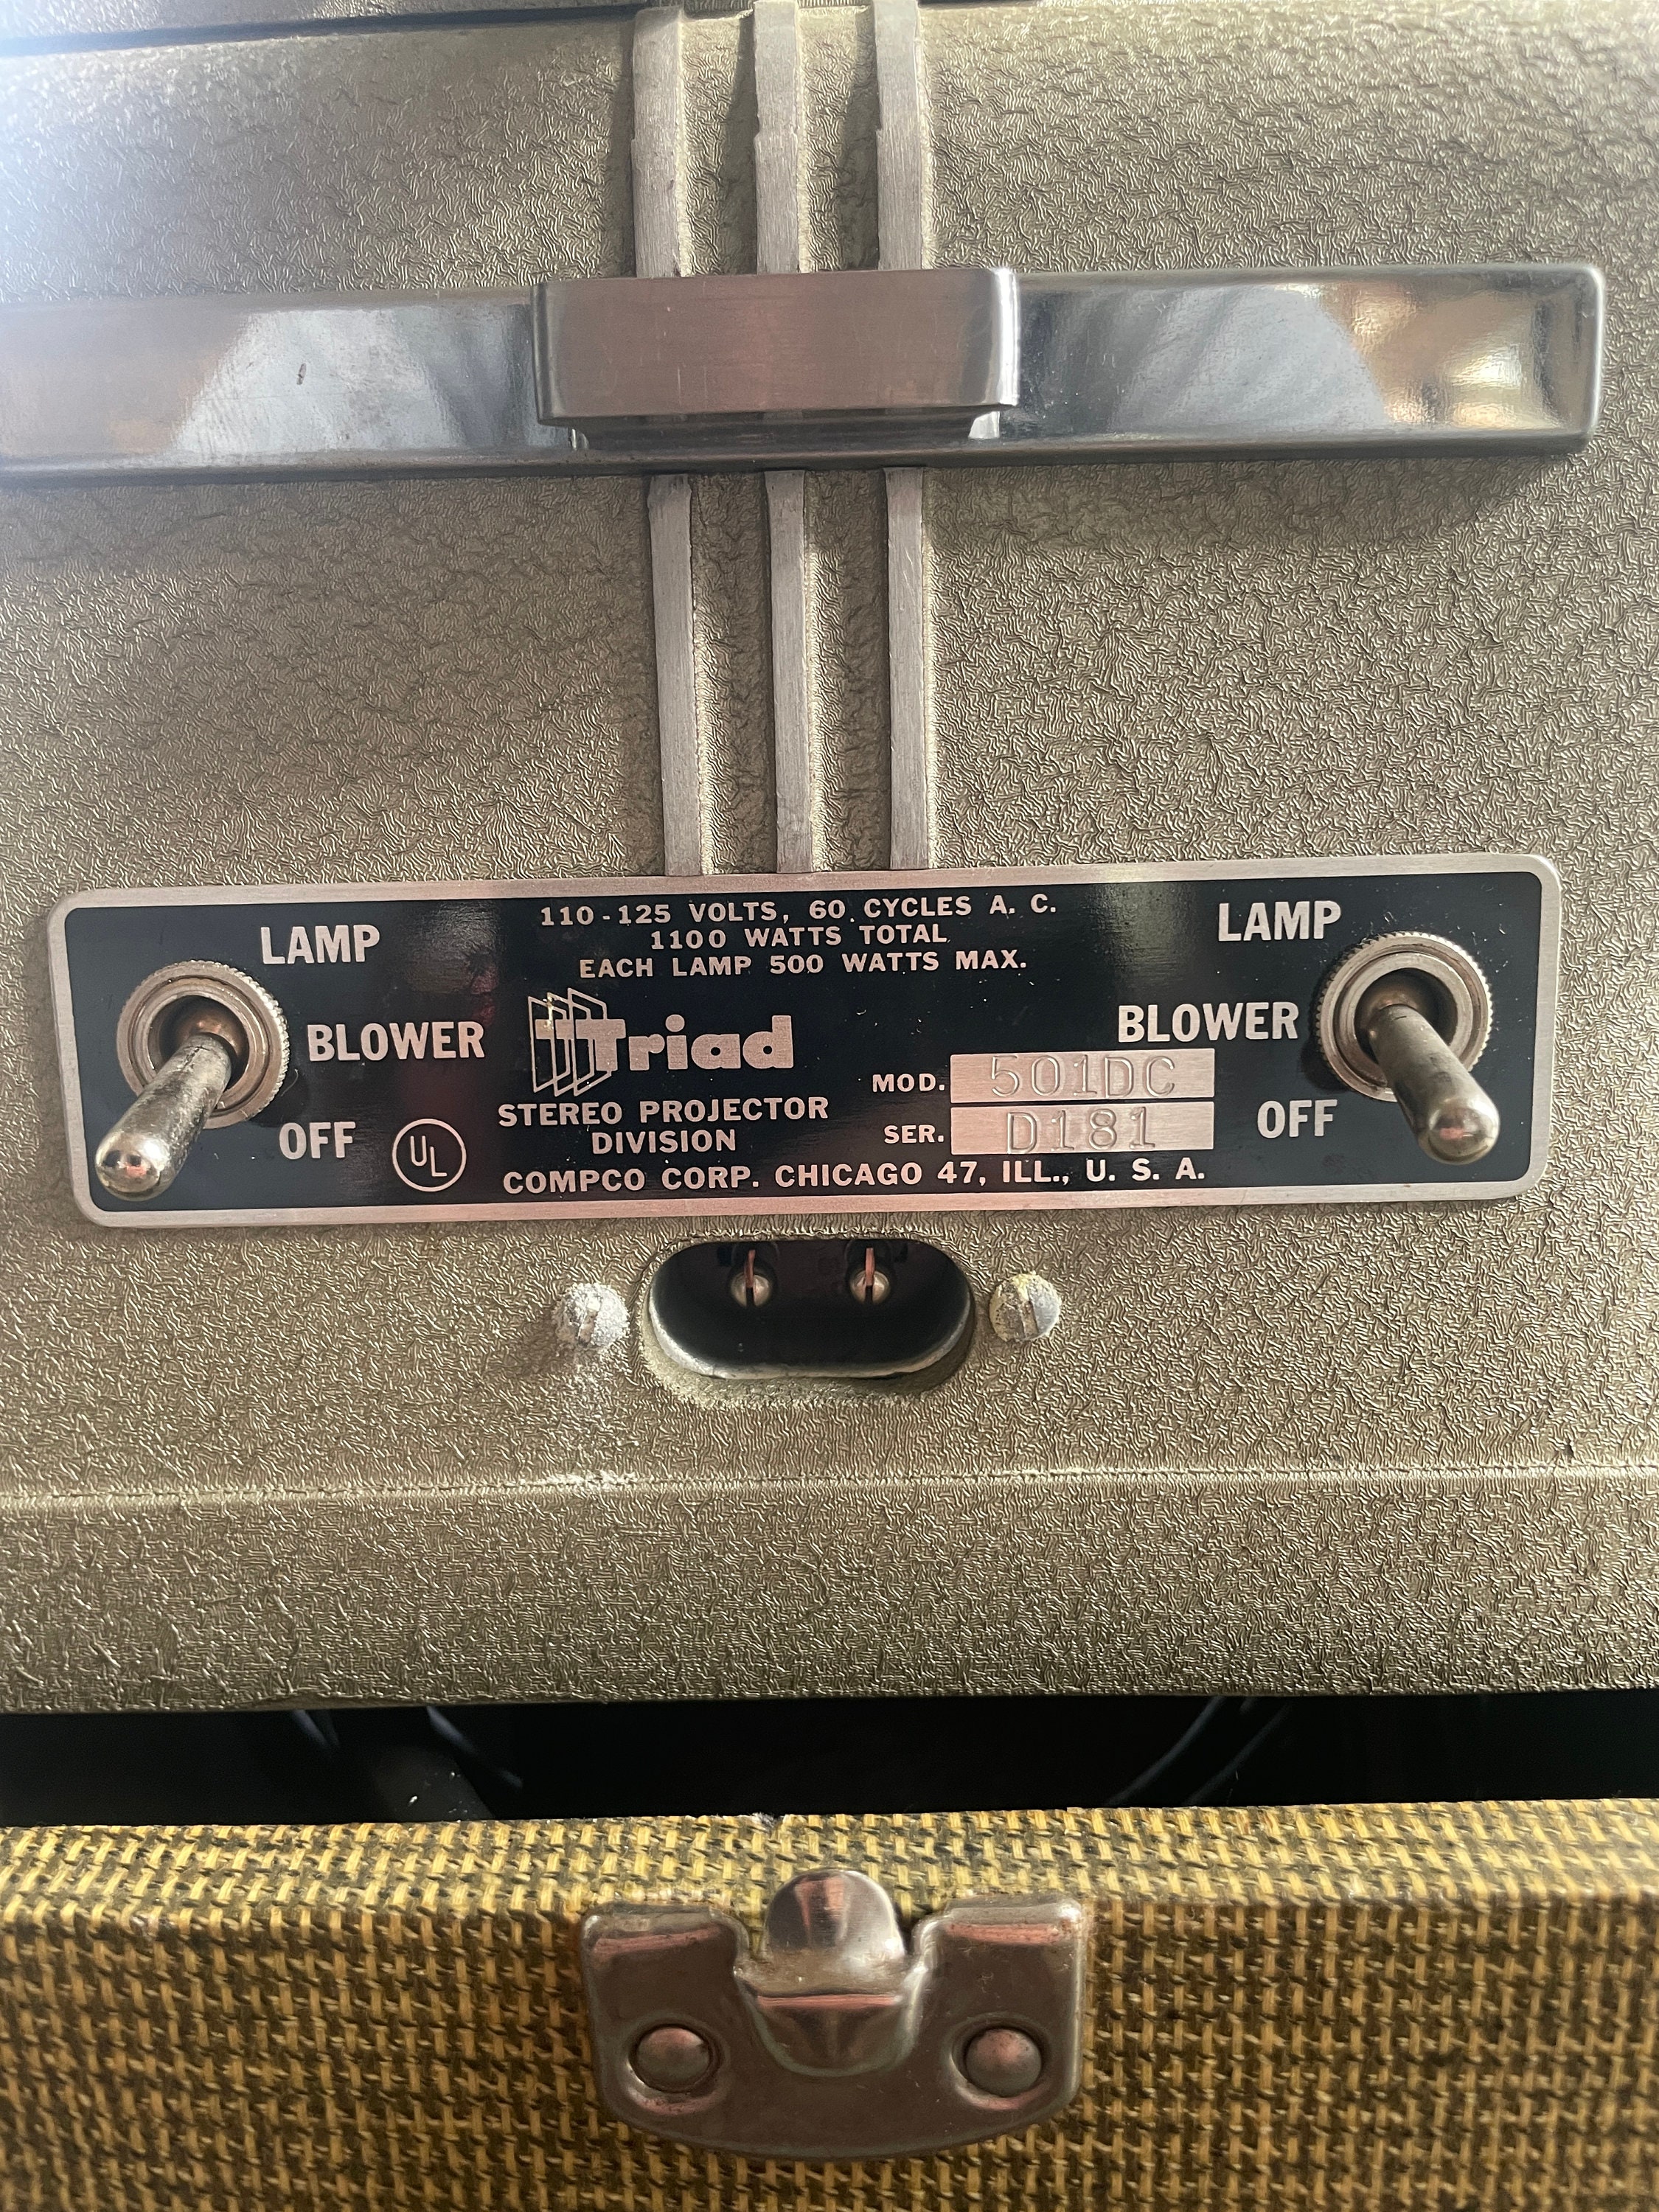 110-125 VOLTS, 60 CYCLES A. C.
1100 WATTS TOTAL
EACH LAMP 500 WATTS MAX.
LAMP
BLOWER
OFF
UL
Triad
STEREO PROJECTOR
DIVISION
COMPCO CORP. CHICAGO 47, ILL., U. S. A.
MOD. 501DC
SER. D181
LAMP
BLOWER
OFF